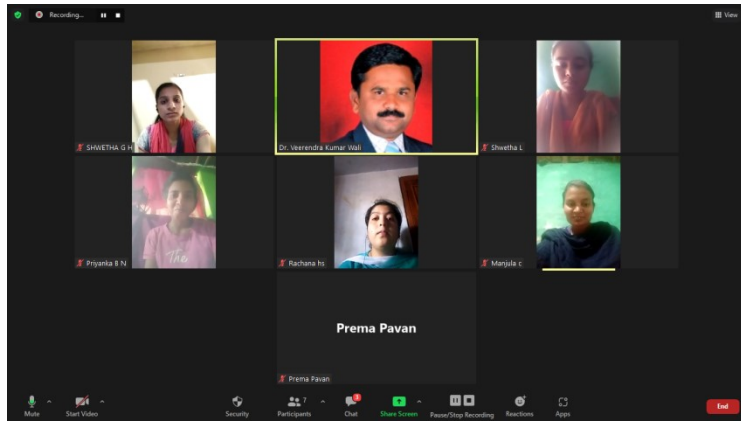 Recording...
View
SHWETHA G H
Dr. Veerendra Kumar Wali
Shwetha L
The
Priyanka B N
Rachana hs
Manjula c
Prema Pavan
Prema Pavan
Mute
Start Video
Security
7
Participants
3
Chat
Share Screen
Pause/Stop Recording
Reactions
Apps
End